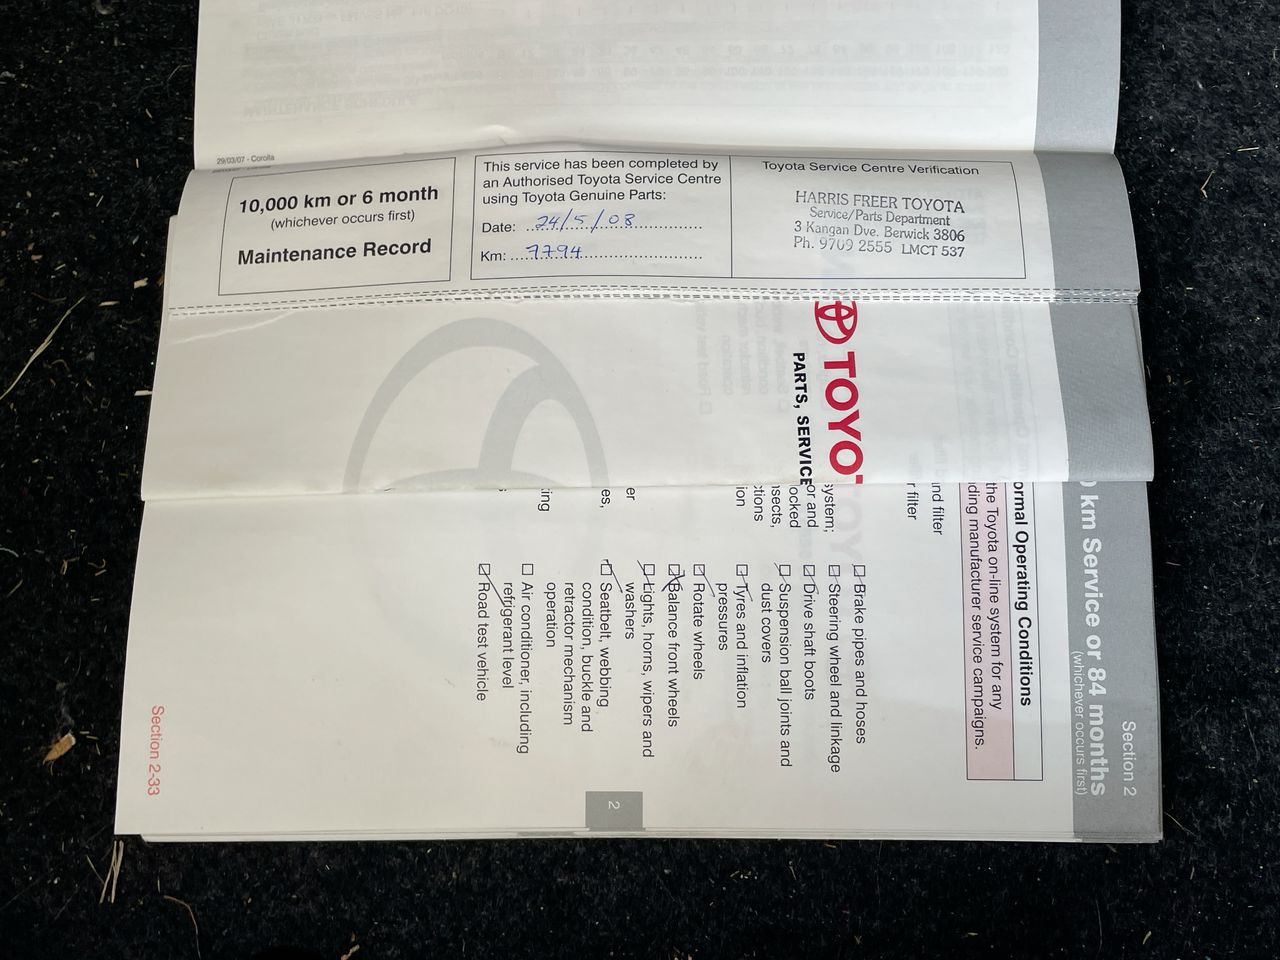 29/03/07 - Corolla
10,000 km or 6 month
(whichever occurs first)
Maintenance Record
This service has been completed by
an Authorised Toyota Service Centre
using Toyota Genuine Parts:
Date: 24/5/08
Km: 7794
Toyota Service Centre Verification
HARRIS FREER TOYOTA
Service/Parts Department
3 Kangan Dve. Berwick 3806
Ph. 9709 2555 LMCT 537
TOYO
PARTS, SERVICE
Section 2
km Service or 84 months
(whichever occurs first)
ormal Operating Conditions
the Toyota on-line system for any
ding manufacturer service campaigns.
nd filter
r filter
system;
or and
ocked
nsects,
ctions
ion
er
es,
ing
s
Brake pipes and hoses
Steering wheel and linkage
Drive shaft boots
Suspension ball joints and
dust covers
Tyres and inflation
pressures
Rotate wheels
Balance front wheels
Lights, horns, wipers and
washers
Seatbelt, webbing
condition, buckle and
retractor mechanism
operation
Air conditioner, including
refrigerant level
Road test vehicle
2
Section 2-33